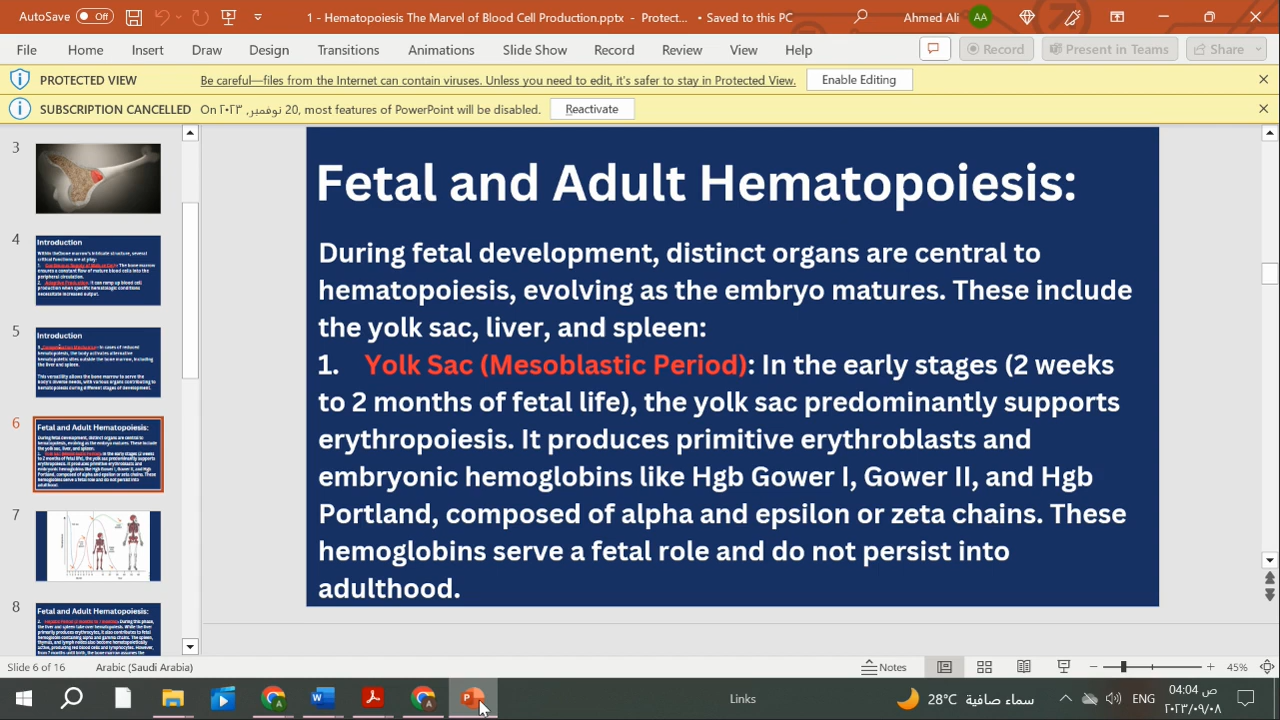 AutoSave Off
1 - Hematopoiesis The Marvel of Blood Cell Production.pptx - Protect... • Saved to this PC
Ahmed Ali AA
File Home Insert Draw Design Transitions Animations Slide Show Record Review View Help
Record Present in Teams Share
PROTECTED VIEW Be careful—files from the Internet can contain viruses. Unless you need to edit, it's safer to stay in Protected View. Enable Editing
SUBSCRIPTION CANCELLED On ٢٠٢٣ ,نوفمبر 20, most features of PowerPoint will be disabled. Reactivate
3
4
Introduction
5
Introduction
6
Fetal and Adult Hematopoiesis:
7
8
Fetal and Adult Hematopoiesis:
Fetal and Adult Hematopoiesis:
During fetal development, distinct organs are central to
hematopoiesis, evolving as the embryo matures. These include
the yolk sac, liver, and spleen:
1. Yolk Sac (Mesoblastic Period): In the early stages (2 weeks
to 2 months of fetal life), the yolk sac predominantly supports
erythropoiesis. It produces primitive erythroblasts and
embryonic hemoglobins like Hgb Gower I, Gower II, and Hgb
Portland, composed of alpha and epsilon or zeta chains. These
hemoglobins serve a fetal role and do not persist into
adulthood.
Slide 6 of 16 Arabic (Saudi Arabia)
Notes 45%
Links
28°C سماء صافية
ENG
04:04 ص
٢٠٢٣/٠٩/٠٨